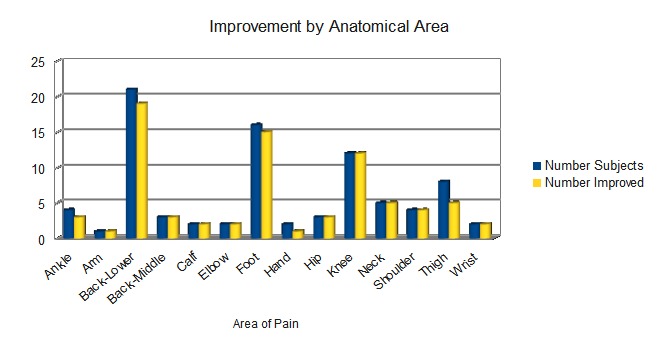 Improvement by Anatomical Area
25
20
15
10
5
0
Number Subjects
Number Improved
Ankle
Arm
Back-Lower
Back-Middle
Calf
Elbow
Foot
Hand
Hip
Knee
Neck
Shoulder
Thigh
Wrist
Area of Pain